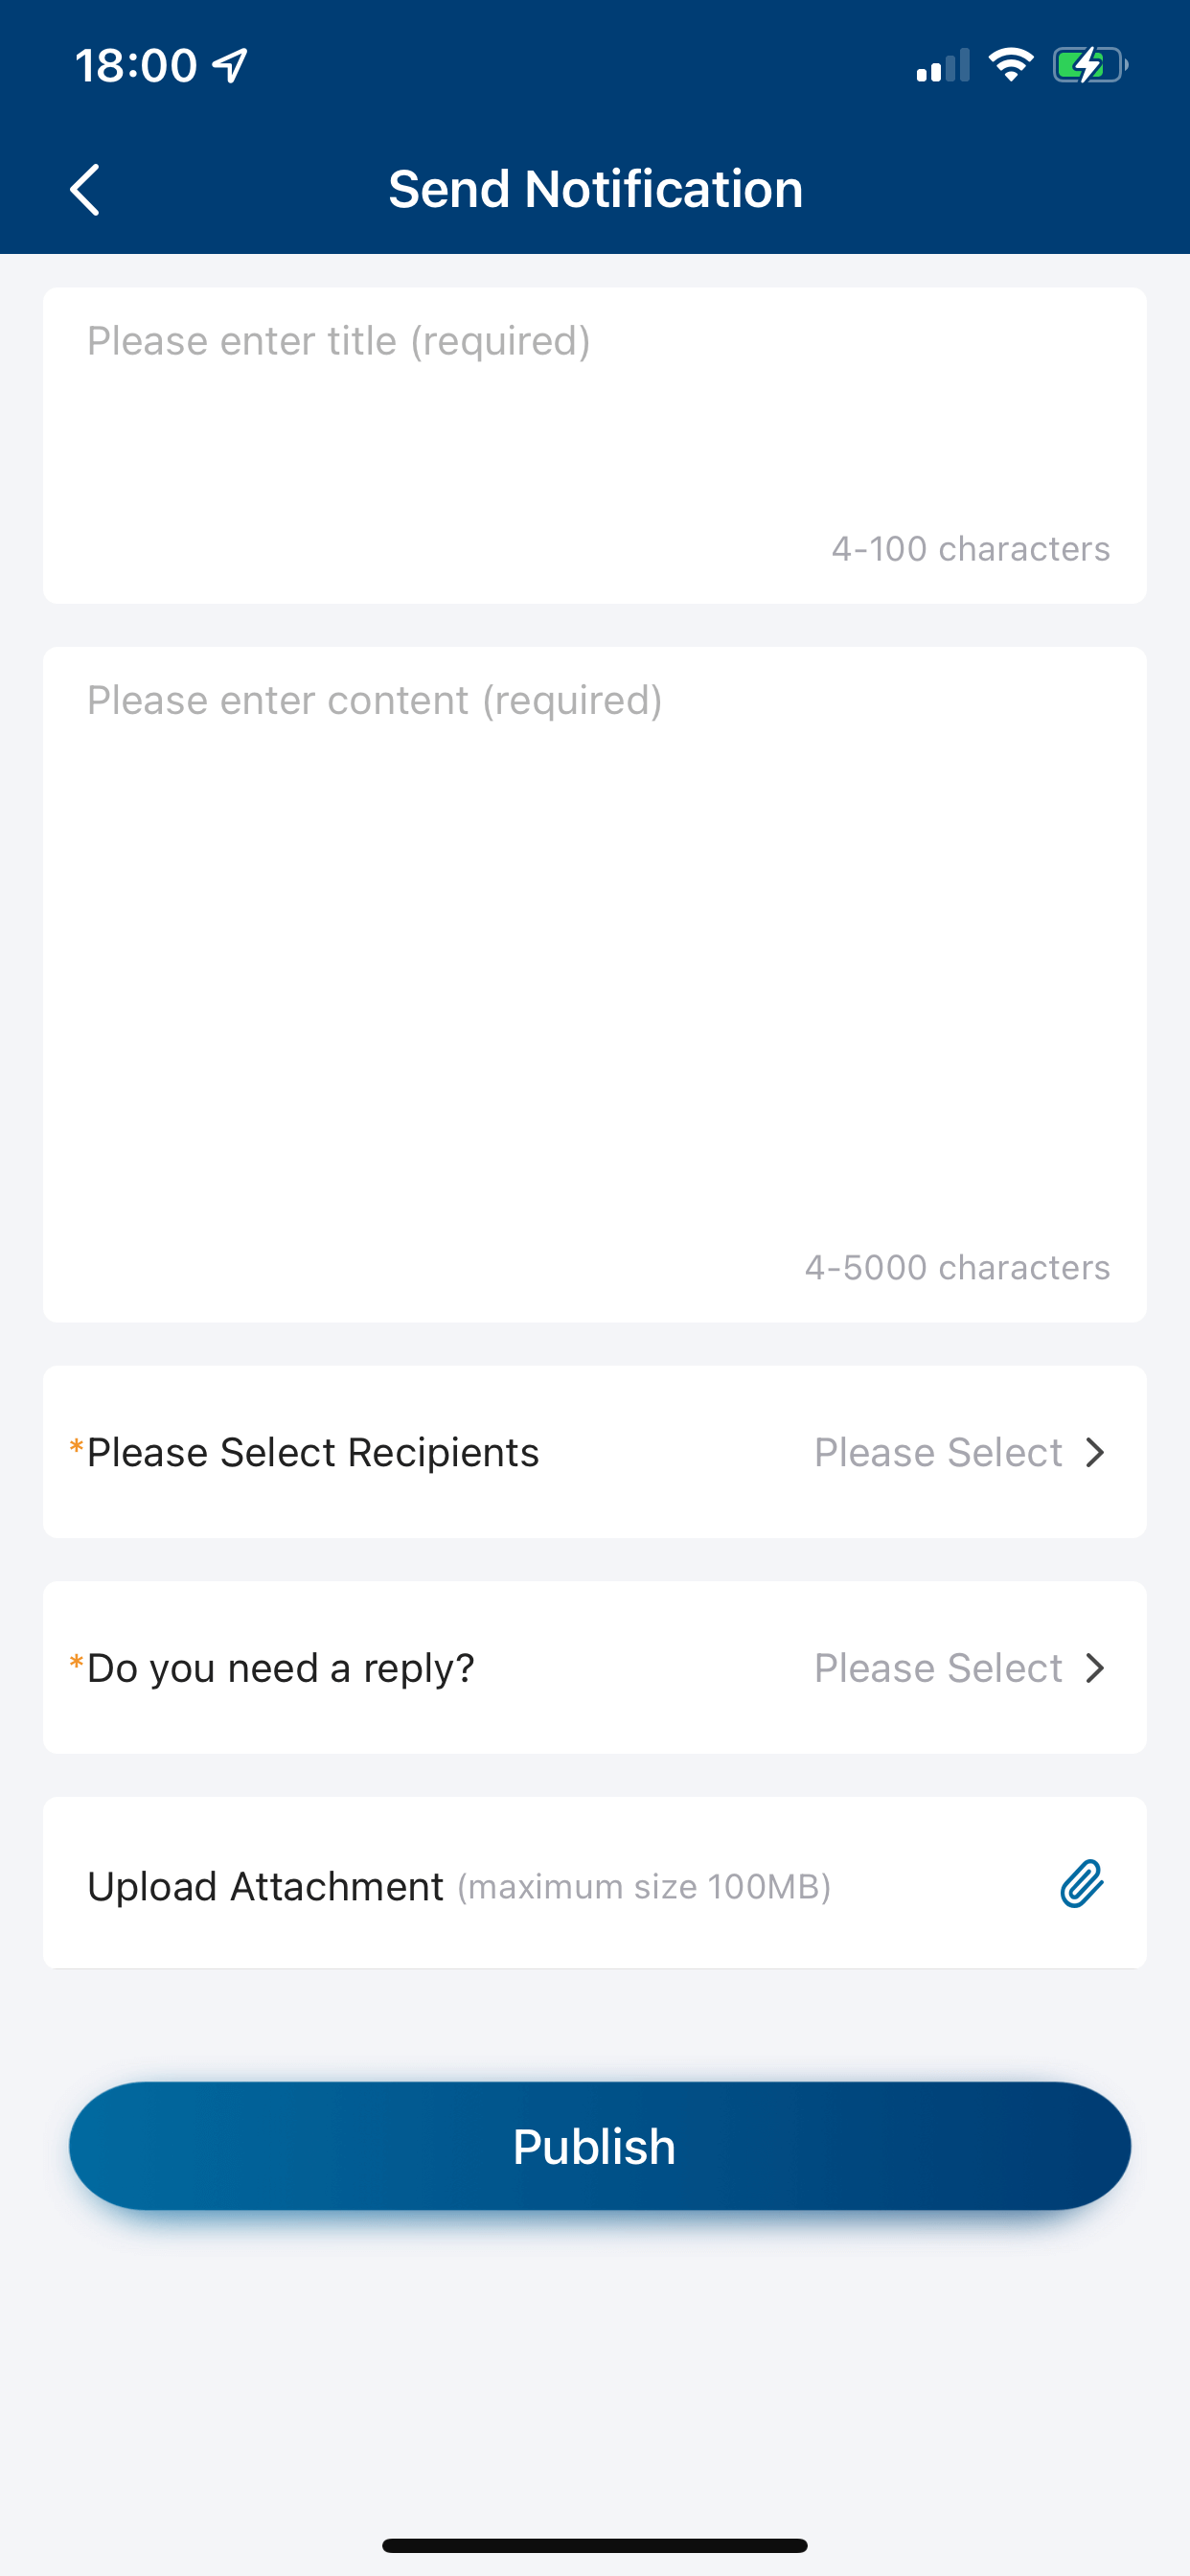 18:00
Send Notification
Please enter title (required)
4-100 characters
Please enter content (required)
4-5000 characters
*Please Select Recipients Please Select
*Do you need a reply? Please Select
Upload Attachment (maximum size 100MB)
Publish